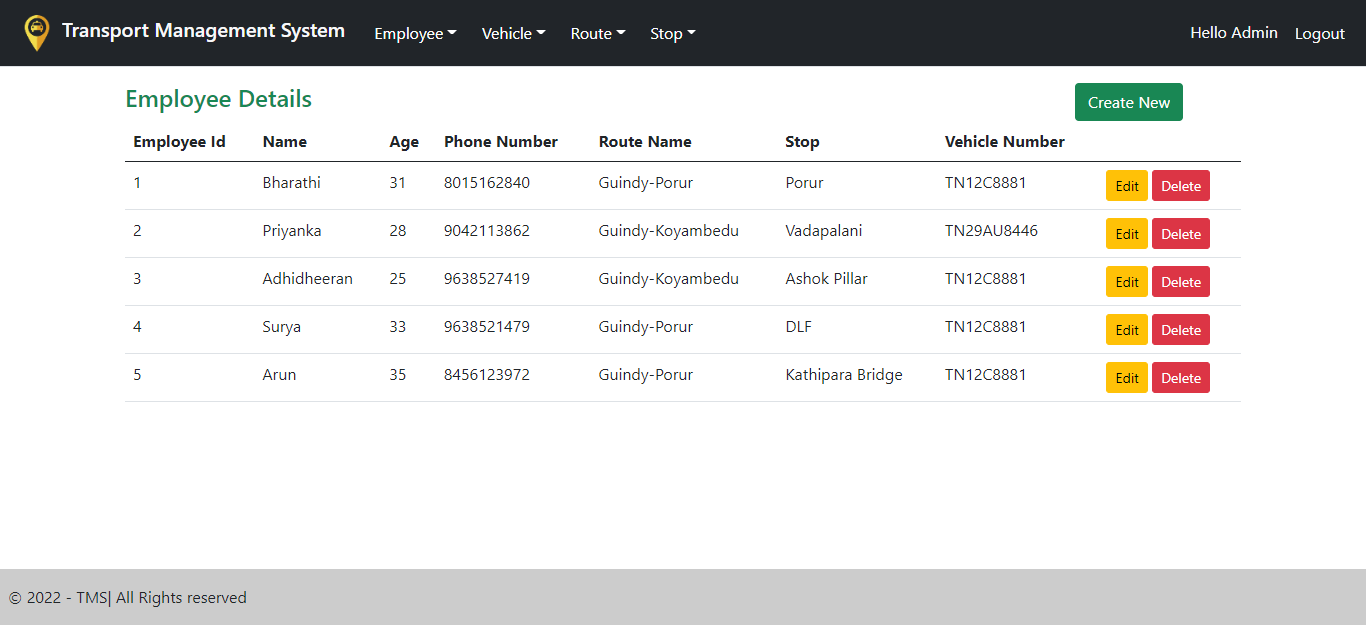 Transport Management System Employee Vehicle Route Stop Hello Admin Logout
Employee Details Create New
Employee Id Name Age Phone Number Route Name Stop Vehicle Number
1 Bharathi 31 8015162840 Guindy-Porur Porur TN12C8881 Edit Delete
2 Priyanka 28 9042113862 Guindy-Koyambedu Vadapalani TN29AU8446 Edit Delete
3 Adhidheeran 25 9638527419 Guindy-Koyambedu Ashok Pillar TN12C8881 Edit Delete
4 Surya 33 9638521479 Guindy-Porur DLF TN12C8881 Edit Delete
5 Arun 35 8456123972 Guindy-Porur Kathipara Bridge TN12C8881 Edit Delete
© 2022 - TMS| All Rights reserved